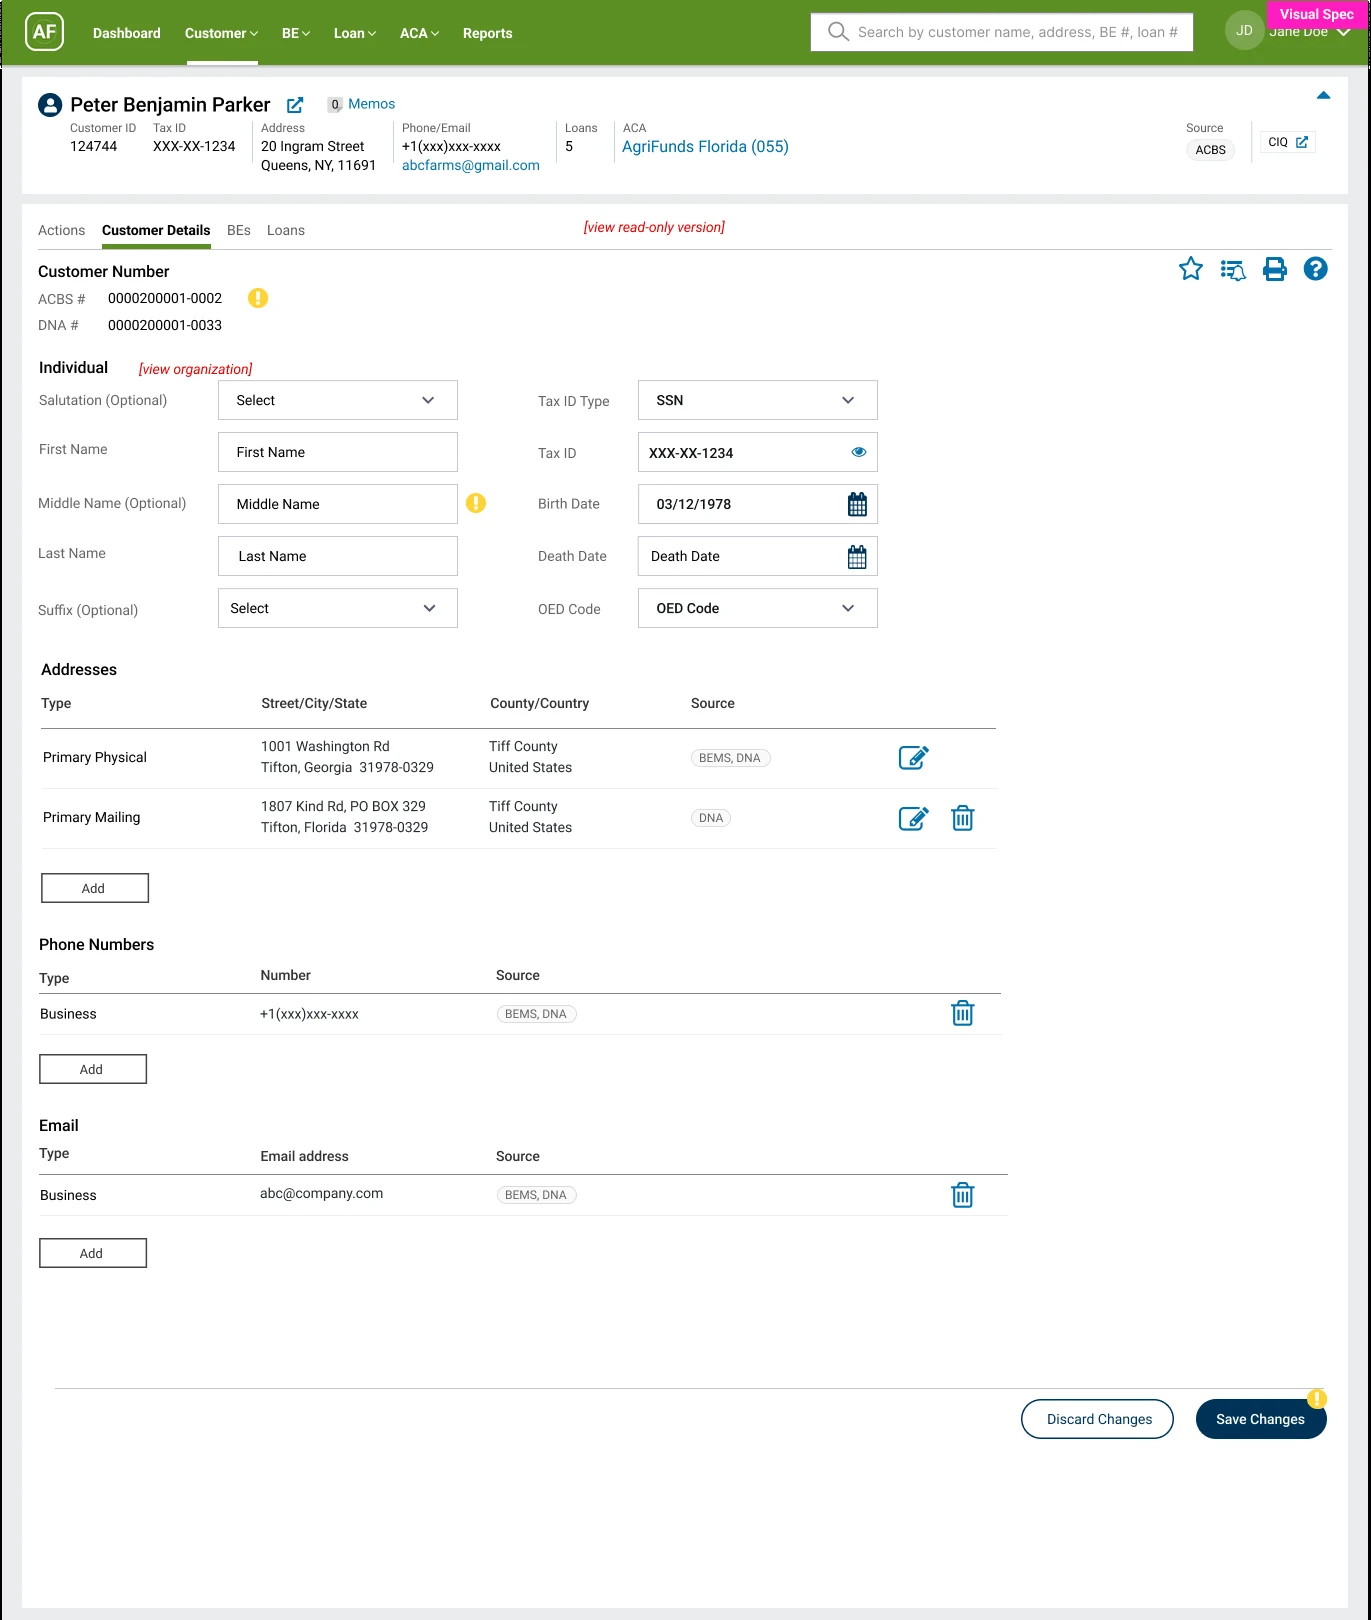 AF Dashboard Customer BE Loan ACA Reports Search by customer name, address, BE #, loan # JD Jane Doe Visual Spec
Peter Benjamin Parker 0 Memos
Customer ID Tax ID Address Phone/Email Loans ACA Source
124744 XXX-XX-1234 20 Ingram Street +1(xxx)xxx-xxxx 5 AgriFunds Florida (055) ACBS CIQ
Queens, NY, 11691 abcfarms@gmail.com
Actions Customer Details BEs Loans [view read-only version]
Customer Number
ACBS # 0000200001-0002
DNA # 0000200001-0033
Individual [view organization]
Salutation (Optional) Select Tax ID Type SSN
First Name First Name Tax ID XXX-XX-1234
Middle Name (Optional) Middle Name Birth Date 03/12/1978
Last Name Last Name Death Date Death Date
Suffix (Optional) Select OED Code OED Code
Addresses
Type Street/City/State County/Country Source
Primary Physical 1001 Washington Rd Tiff County BEMS, DNA
Tifton, Georgia 31978-0329 United States
Primary Mailing 1807 Kind Rd, PO BOX 329 Tiff County DNA
Tifton, Florida 31978-0329 United States
Add
Phone Numbers
Type Number Source
Business +1(xxx)xxx-xxxx BEMS, DNA
Add
Email
Type Email address Source
Business abc@company.com BEMS, DNA
Add
Discard Changes Save Changes